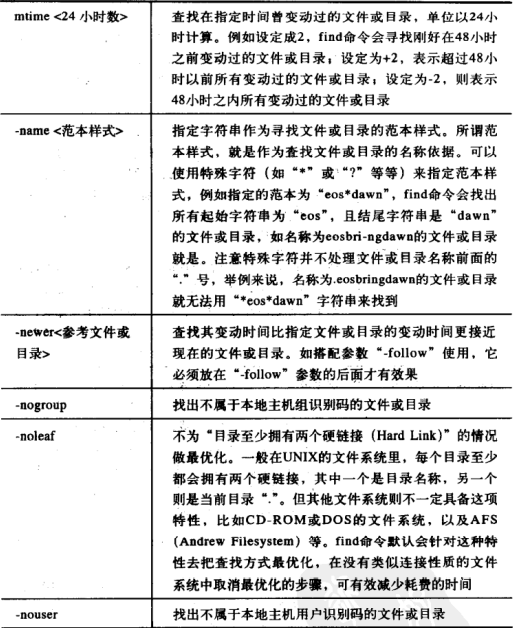 mtime <24 小时数>
查找在指定时间曾变动过的文件或目录，单位以24小
时计算。例如设定成2，find命令会寻找刚好在48小时
之前变动过的文件或目录；设定为+2，表示超过48小
时以前所有变动过的文件或目录；设定为-2，则表示
48小时之内所有变动过的文件或目录
-name <范本样式>
指定字符串作为寻找文件或目录的范本样式。所谓范
本样式，就是作为查找文件或目录的名称依据。可以
使用特殊字符（如“*”或“?”等等）来指定范本样
式，例如指定的范本为“eos*dawn”，find命令会找出
所有起始字符串为“eos”，且结尾字符串是“dawn”
的文件或目录，如名称为eosbri-ngdawn的文件或目录
就是。注意特殊字符并不处理文件或目录名称前面的
“.”号，举例来说，名称为.eosbringdawn的文件或目录
就无法用“*eos*dawn”字符串来找到
-newer<参考文件或
目录>
查找其变动时间比指定文件或目录的变动时间更接近
现在的文件或目录。如搭配参数“-follow”使用，它
必须放在“-follow”参数的后面才有效果
-nogroup
找出不属于本地主机组识别码的文件或目录
-noleaf
不为“目录至少拥有两个硬链接（Hard Link）”的情况
做最优化。一般在UNIX的文件系统里，每个目录至少
都会拥有两个硬链接，其中一个是目录名称，另一个
则是当前目录“.”。但其他文件系统则不一定具备这项
特性，比如CD-ROM或DOS的文件系统，以及AFS
（Andrew Filesystem）等。find命令默认会针对这种特
性去把查找方式最优化，在没有类似连接性质的文件
系统中取消最优化的步骤，可有效减少耗费的时间
-nouser
找出不属于本地主机用户识别码的文件或目录